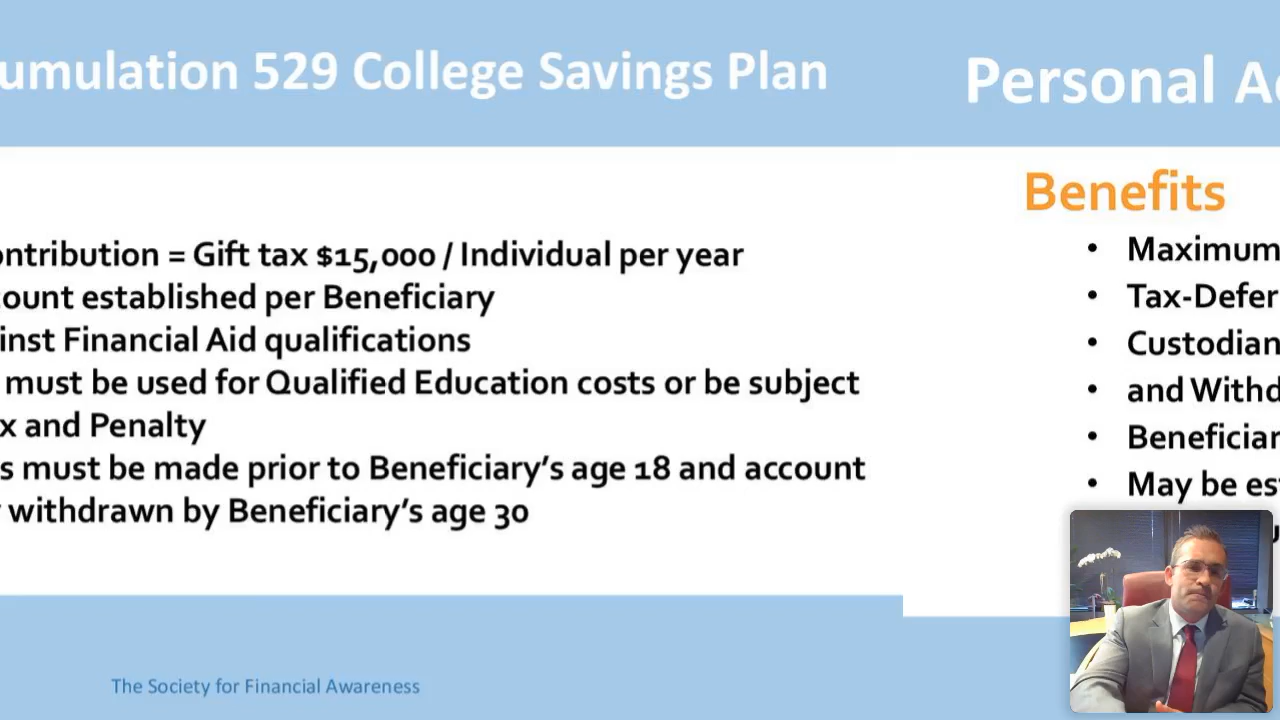 umulation 529 College Savings Plan
ontribution = Gift tax $15,000 / Individual per year
ount established per Beneficiary
inst Financial Aid qualifications
must be used for Qualified Education costs or be subject
x and Penalty
s must be made prior to Beneficiary's age 18 and account
withdrawn by Beneficiary's age 30
The Society for Financial Awareness
Personal Ac
Benefits
• Maximum
• Tax-Defer
• Custodian
• and Withd
• Beneficiar
• May be est